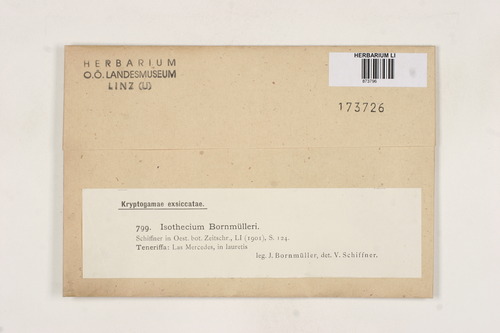 HERBARIUM
O.Ö. LANDESMUSEUM
LINZ (U)
HERBARIUM LI
873796
173726
Kryptogamae exsiccatae.
799. Isothecium Bornmülleri.
Schiffner in Oest. bot. Zeitschr., LI (1901), S. 124.
Teneriffa: Las Mercedes, in lauretis
leg. J. Bornmüller, det. V. Schiffner.